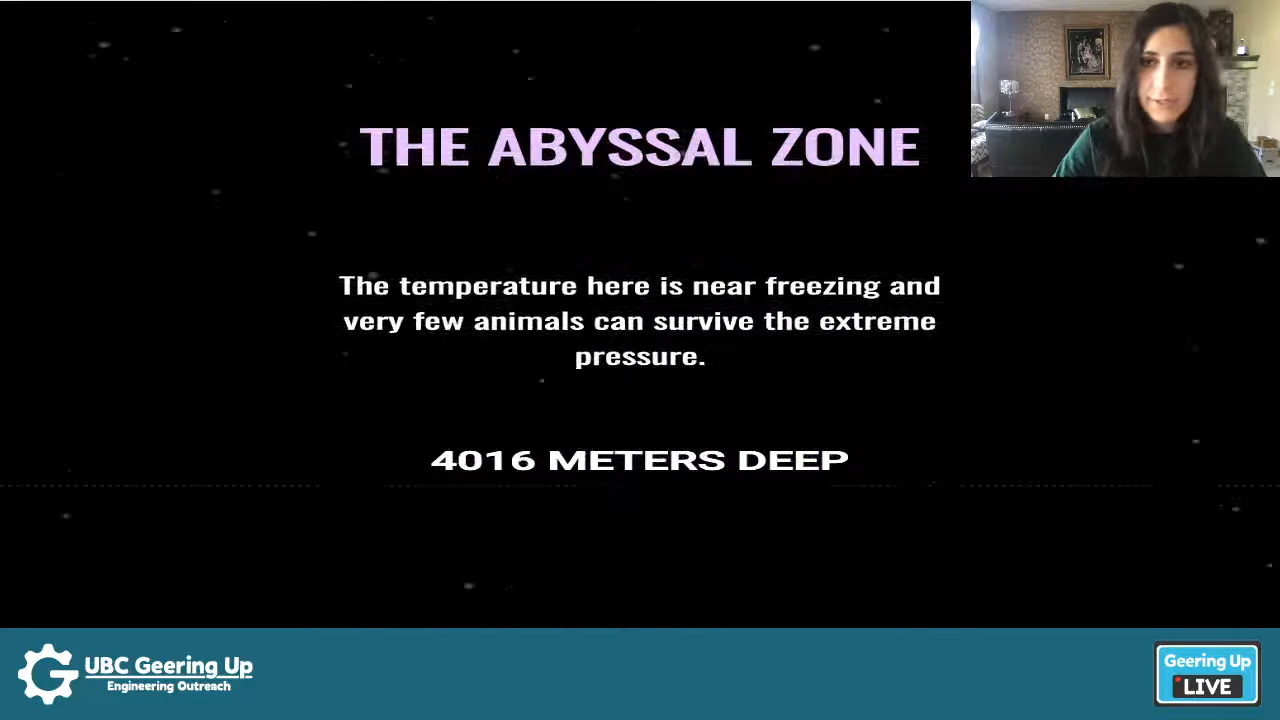 THE ABYSSAL ZONE
The temperature here is near freezing and
very few animals can survive the extreme
pressure.
4016 METERS DEEP
UBC Geering Up
Engineering Outreach
Geering Up
LIVE